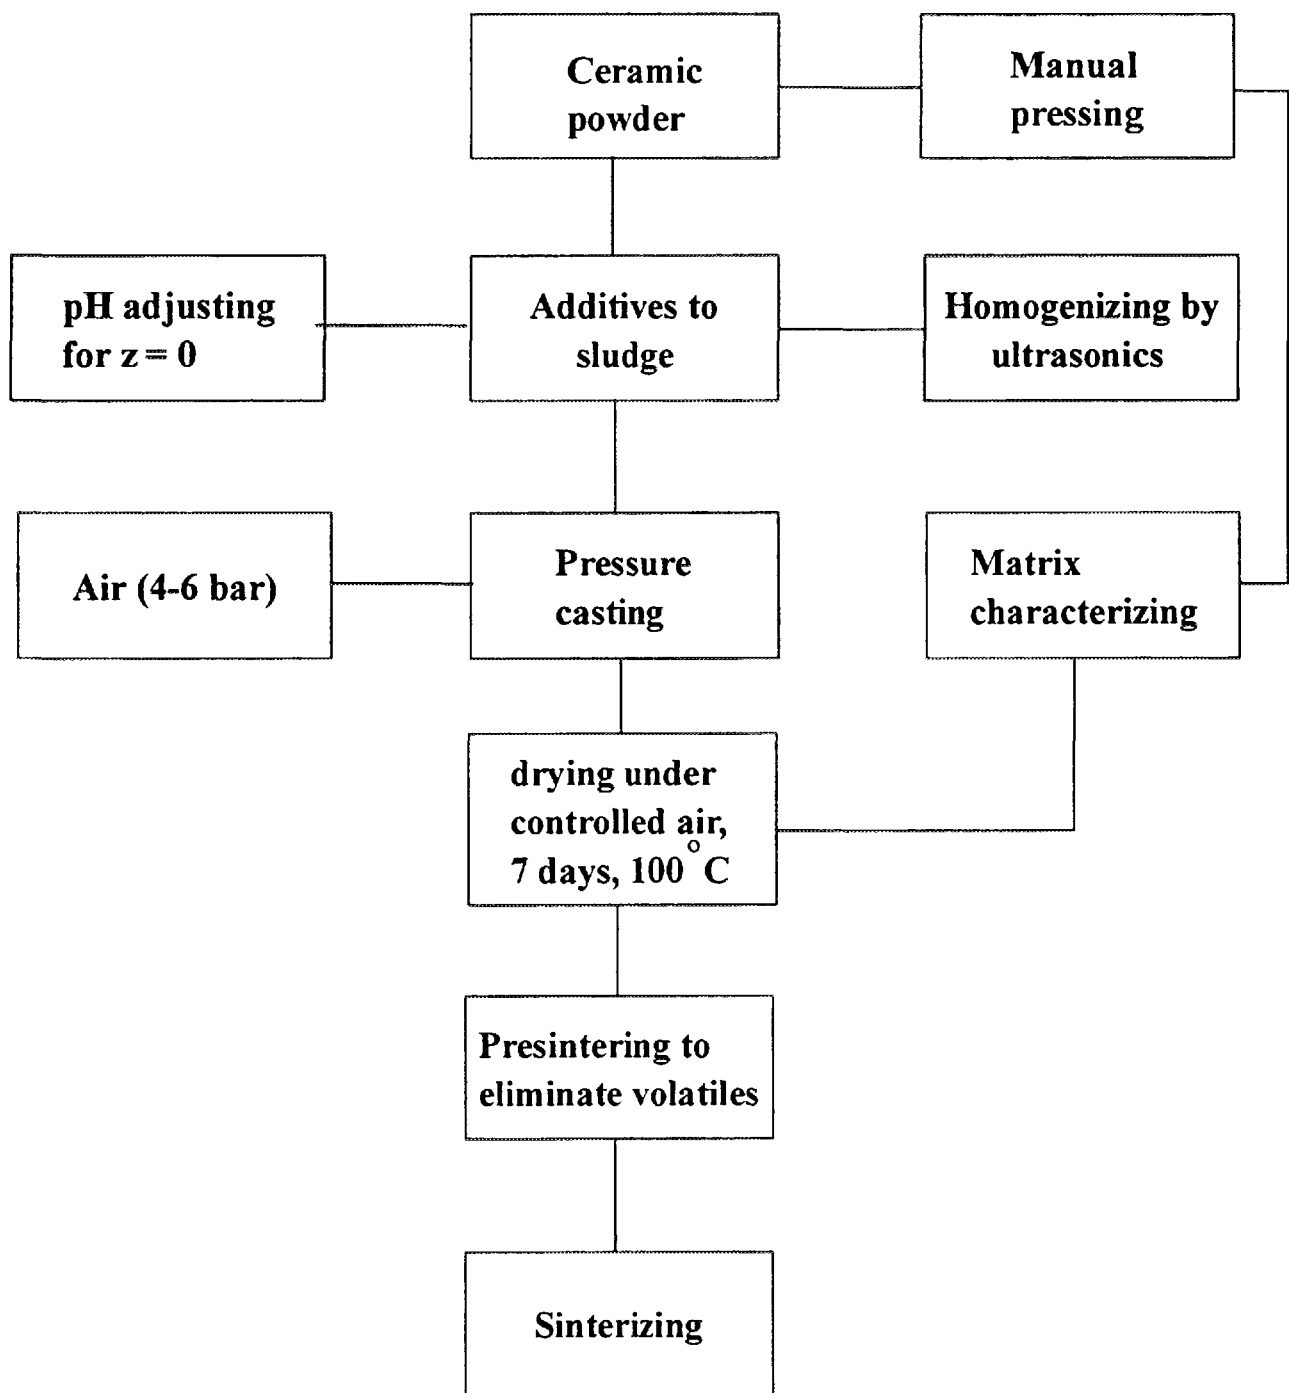 Ceramic
powder
Manual
pressing
pH adjusting
for z = 0
Additives to
sludge
Homogenizing by
ultrasonics
Air (4-6 bar)
Pressure
casting
Matrix
characterizing
drying under
controlled air,
7 days, 100°C
Presintering to
eliminate volatiles
Sinterizing